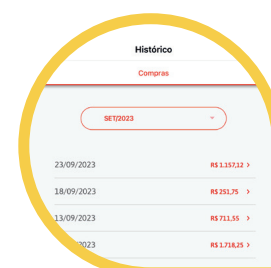 Histórico
Compras
SET/2023
23/09/2023 R$ 1.157,12 >
18/09/2023 R$ 251,75 >
13/09/2023 R$ 711,55 >
/2023 R$ 1.718,25 >